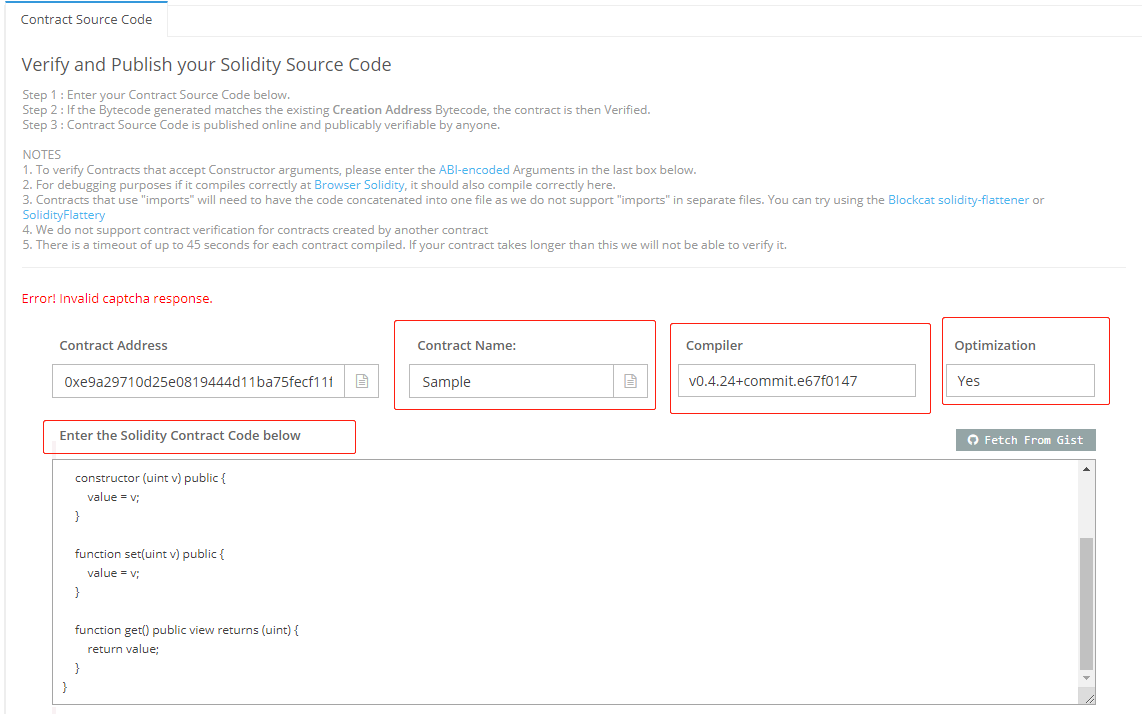 Contract Source Code
Verify and Publish your Solidity Source Code
Step 1 : Enter your Contract Source Code below.
Step 2 : If the Bytecode generated matches the existing Creation Address Bytecode, the contract is then Verified.
Step 3 : Contract Source Code is published online and publicably verifiable by anyone.
NOTES
1. To verify Contracts that accept Constructor arguments, please enter the ABI-encoded Arguments in the last box below.
2. For debugging purposes if it compiles correctly at Browser Solidity, it should also compile correctly here.
3. Contracts that use "imports" will need to have the code concatenated into one file as we do not support "imports" in separate files. You can try using the Blockcat solidity-flattener or
SolidityFlattery
4. We do not support contract verification for contracts created by another contract
5. There is a timeout of up to 45 seconds for each contract compiled. If your contract takes longer than this we will not be able to verify it.
Error! Invalid captcha response.
Contract Address Contract Name: Compiler Optimization
0xe9a29710d25e0819444d11ba75fecf11f Sample v0.4.24+commit.e67f0147 Yes
Enter the Solidity Contract Code below Fetch From Gist
constructor (uint v) public {
value = v;
}
function set(uint v) public {
value = v;
}
function get() public view returns (uint) {
return value;
}
}